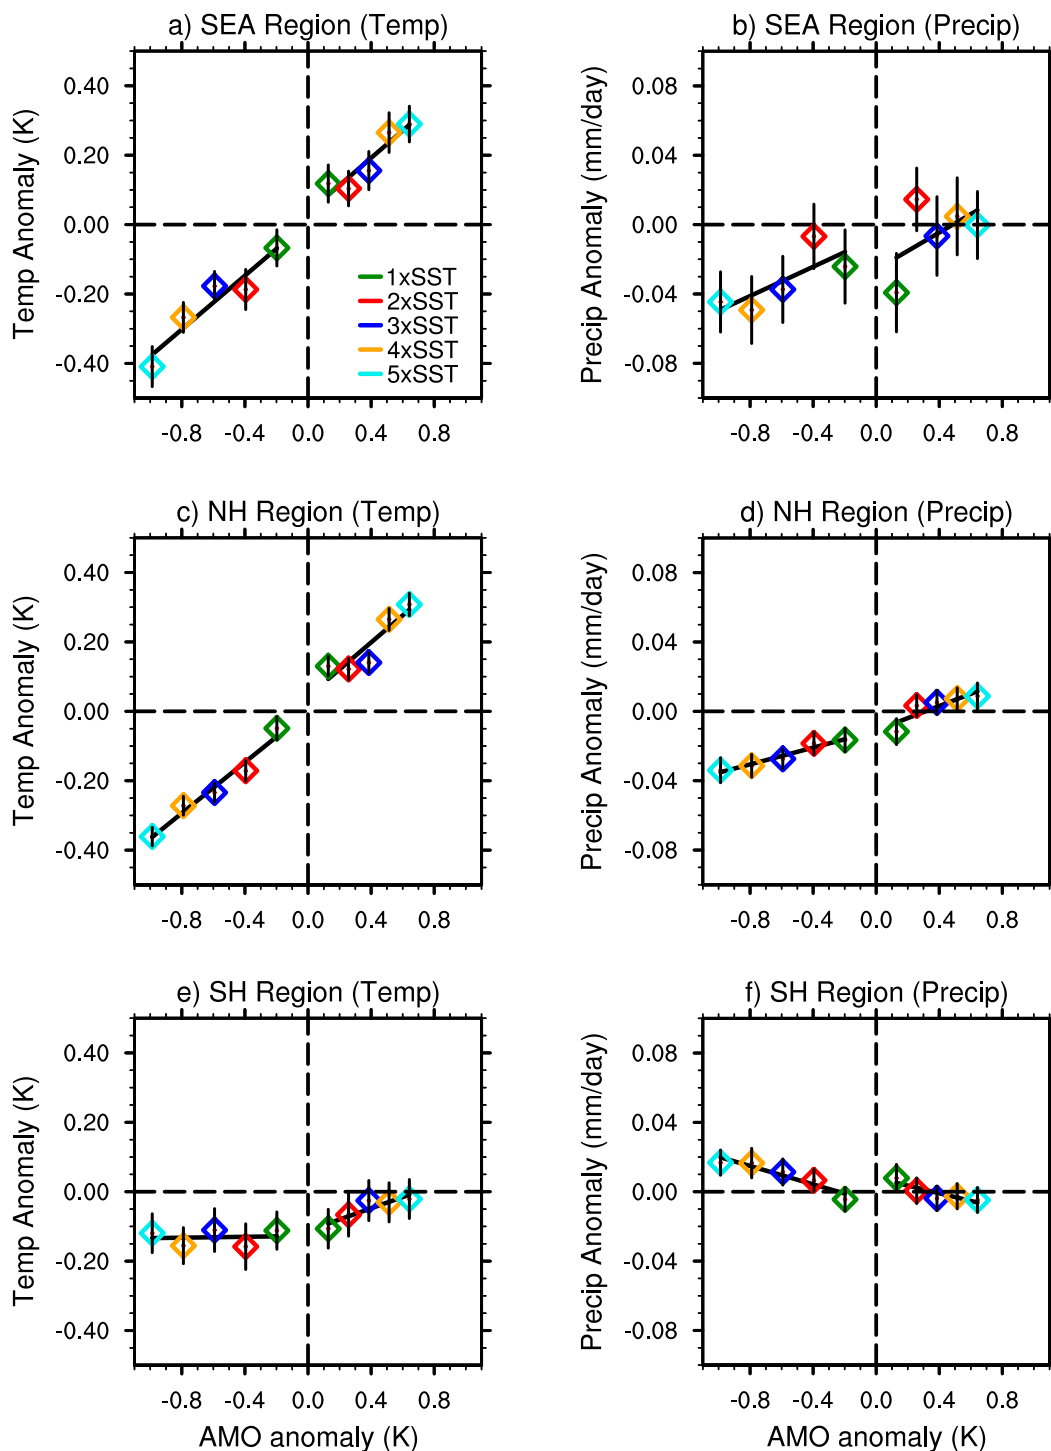 a) SEA Region (Temp)
Temp Anomaly (K)
0.40
0.20
0.00
-0.20
-0.40
-0.8 -0.4 0.0 0.4 0.8
1xSST
2xSST
3xSST
4xSST
5xSST
b) SEA Region (Precip)
Precip Anomaly (mm/day)
0.08
0.04
0.00
-0.04
-0.08
-0.8 -0.4 0.0 0.4 0.8
c) NH Region (Temp)
Temp Anomaly (K)
0.40
0.20
0.00
-0.20
-0.40
-0.8 -0.4 0.0 0.4 0.8
d) NH Region (Precip)
Precip Anomaly (mm/day)
0.08
0.04
0.00
-0.04
-0.08
-0.8 -0.4 0.0 0.4 0.8
e) SH Region (Temp)
Temp Anomaly (K)
0.40
0.20
0.00
-0.20
-0.40
-0.8 -0.4 0.0 0.4 0.8
AMO anomaly (K)
f) SH Region (Precip)
Precip Anomaly (mm/day)
0.08
0.04
0.00
-0.04
-0.08
-0.8 -0.4 0.0 0.4 0.8
AMO anomaly (K)